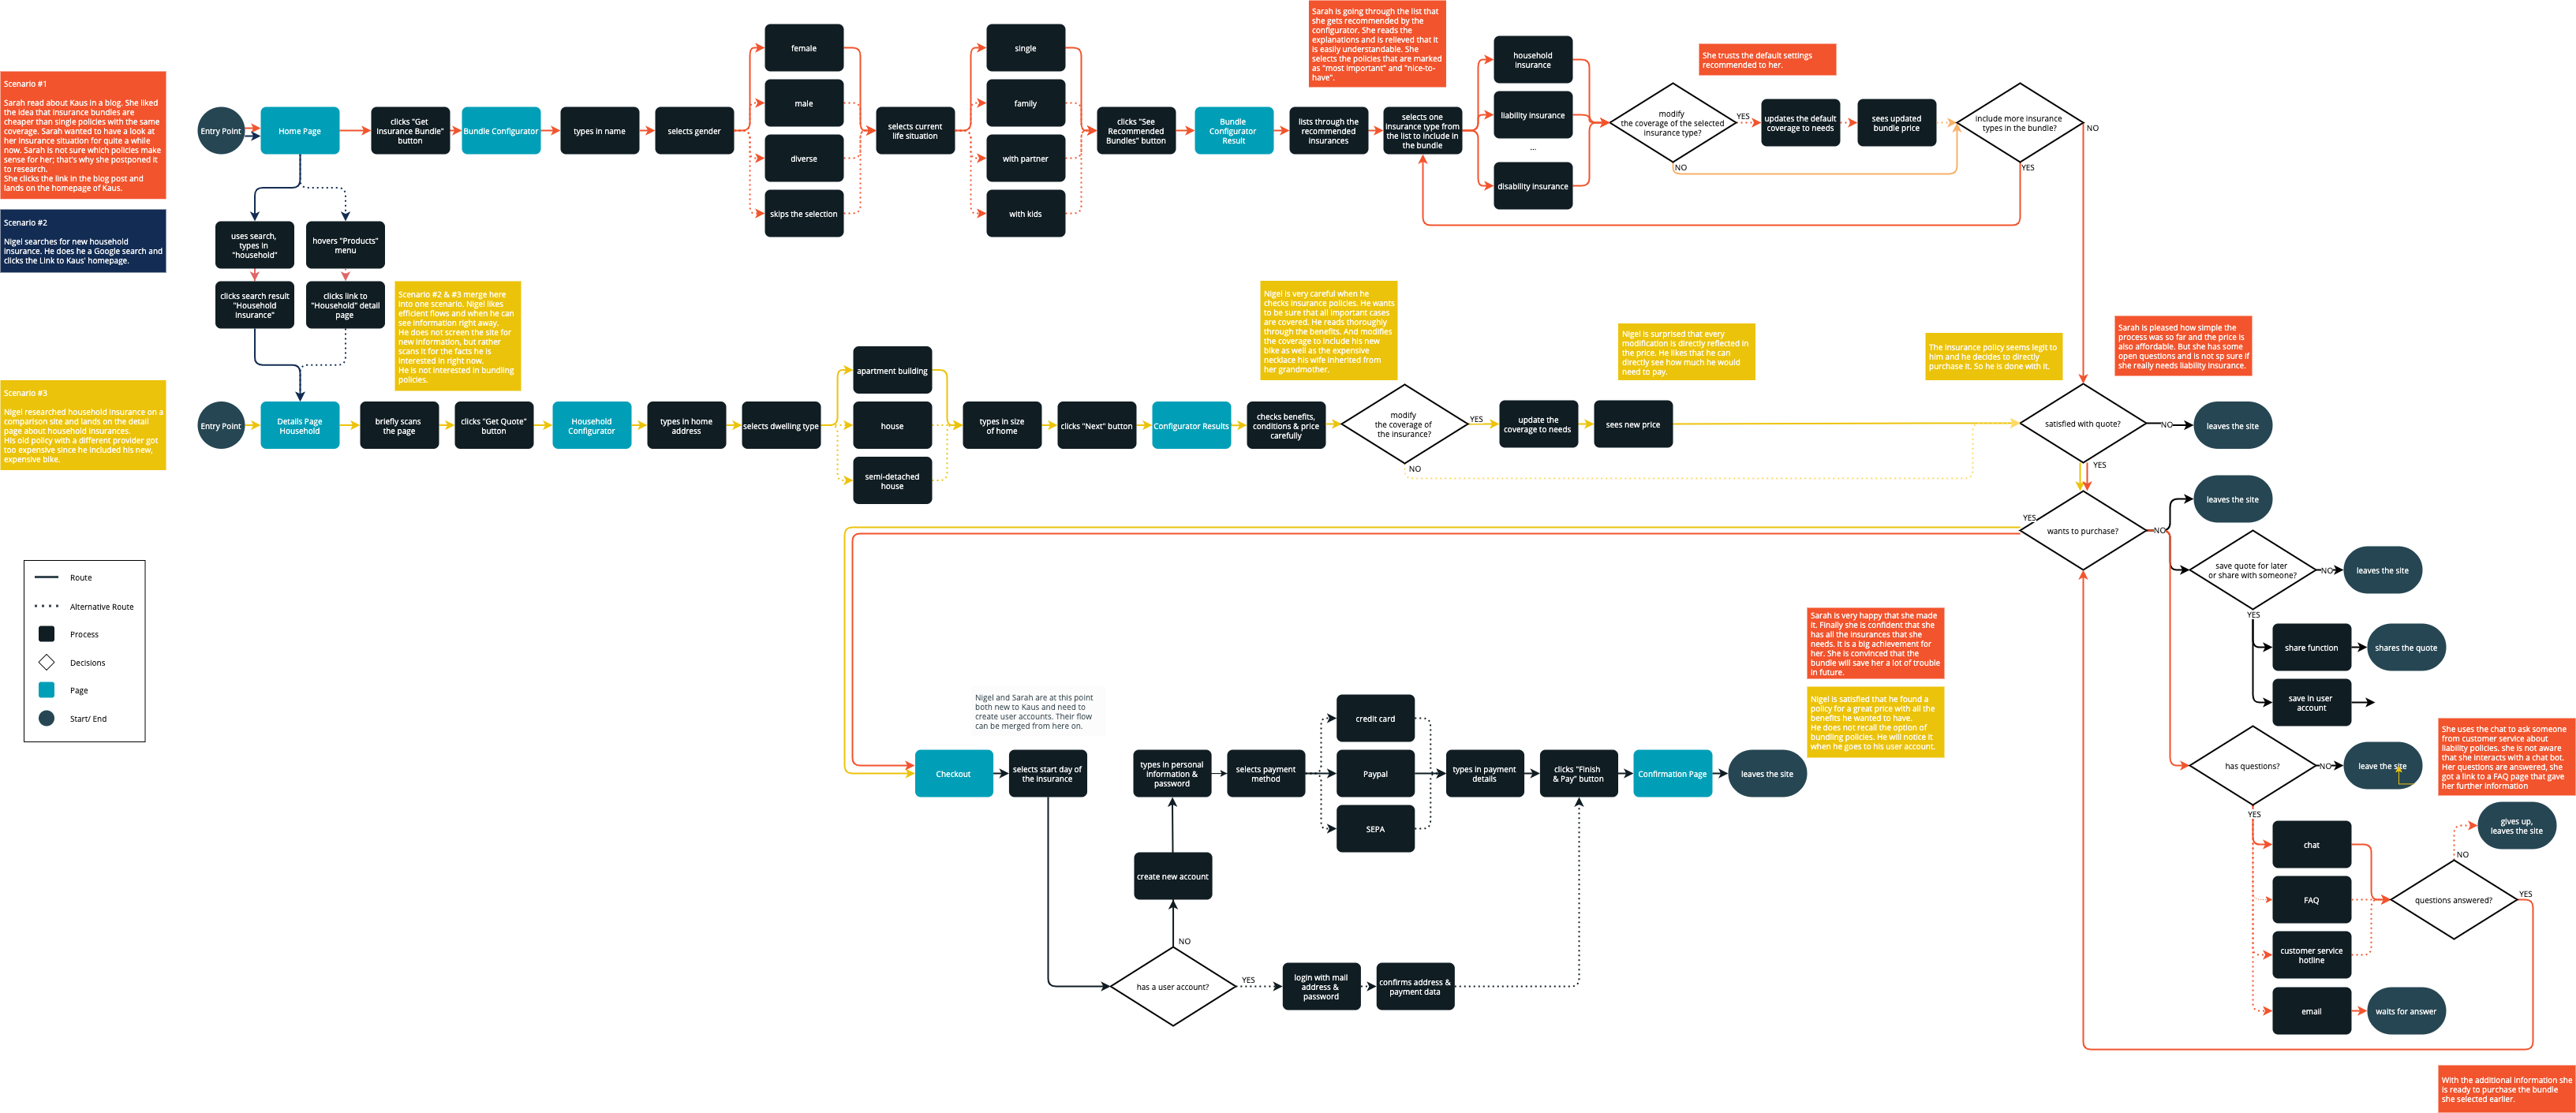 Scenario #1
Sarah read about Kaus in a blog. She liked
the idea that insurance bundles are
cheaper than single policies with the same
coverage. Sarah wanted to have a look at
her insurance situation for quite a while
now. Sarah is not sure which policies make
sense for her; that's why she postponed it
to research.
She clicks the link in the blog post and
lands on the homepage of Kaus.
Entry Point
Home Page
clicks "Get
Insurance Bundle"
button
Bundle Configurator
types in name
selects gender
female
male
diverse
skips the selection
selects current
life situation
single
family
with partner
with kids
clicks "See
Recommended
Bundles" button
Bundle
Configurator
Result
lists through the
recommended
insurances
Sarah is going through the list that
she gets recommended by the
configurator. She reads the
explanations and is relieved that it
is easily understandable. She
selects the policies that are marked
as "most important" and "nice-to-
have".
selects one
insurance type from
the list to include in
the bundle
household
insurance
liability insurance
...
disability insurance
modify
the coverage of the selected
insurance type?
YES
NO
She trusts the default settings
recommended to her.
updates the default
coverage to needs
sees updated
bundle price
include more insurance
types in the bundle?
NO
YES
Scenario #2
Nigel searches for new household
insurance. He does he a Google search and
clicks the Link to Kaus' homepage.
uses search,
types in
"household"
hovers "Products"
menu
clicks search result
"Household
Insurance"
clicks link to
"Household" detail
page
Scenario #2 & #3 merge here
into one scenario. Nigel likes
efficient flows and when he can
see information right away.
He does not screen the site for
new information, but rather
scans it for the facts he is
interested in right now.
He is not interested in bundling
policies.
Scenario #3
Nigel researched household insurance on a
comparison site and lands on the detail
page about household insurances.
His old policy with a different provider got
too expensive since he included his new,
expensive bike.
Entry Point
Details Page
Household
briefly scans
the page
clicks "Get Quote"
button
Household
Configurator
types in home
address
selects dwelling type
apartment building
house
semi-detached
house
types in size
of home
clicks "Next" button
Configurator Results
checks benefits,
conditions & price
carefully
Nigel is very careful when he
checks insurance policies. He wants
to be sure that all important cases
are covered. He reads thoroughly
through the benefits. And modifies
the coverage to include his new
bike as well as the expensive
necklace his wife inherited from
her grandmother.
modify
the coverage of
the insurance?
YES
NO
update the
coverage to needs
sees new price
Nigel is surprised that every
modification is directly reflected in
the price. He likes that he can
directly see how much he would
need to pay.
The insurance policy seems legit to
him and he decides to directly
purchase it. So he is done with it.
Sarah is pleased how simple the
process was so far and the price is
also affordable. But she has some
open questions and is not sp sure if
she really needs liability insurance.
satisfied with quote?
NO
leaves the site
YES
wants to purchase?
YES
NO
leaves the site
save quote for later
or share with someone?
NO
leaves the site
YES
share function
shares the quote
save in user
account
has questions?
NO
leave the site
YES
She uses the chat to ask someone
from customer service about
liability policies. she is not aware
that she interacts with a chat bot.
Her questions are answered, she
got a link to a FAQ page that gave
her further information
chat
FAQ
customer service
hotline
email
waits for answer
questions answered?
NO
gives up,
leaves the site
YES
With the additional information she
is ready to purchase the bundle
she selected earlier.
Route
Alternative Route
Process
Decisions
Page
Start/ End
Nigel and Sarah are at this point
both new to Kaus and need to
create user accounts. Their flow
can be merged from here on.
Checkout
selects start day of
the insurance
has a user account?
NO
YES
create new account
types in personal
information &
password
login with mail
address &
password
confirms address &
payment data
selects payment
method
credit card
Paypal
SEPA
types in payment
details
clicks "Finish
& Pay" button
Confirmation Page
leaves the site
Sarah is very happy that she made
it. Finally she is confident that she
has all the insurances that she
needs. It is a big achievement for
her. She is convinced that the
bundle will save her a lot of trouble
in future.
Nigel is satisfied that he found a
policy for a great price with all the
benefits he wanted to have.
He does not recall the option of
bundling policies. He will notice it
when he goes to his user account.